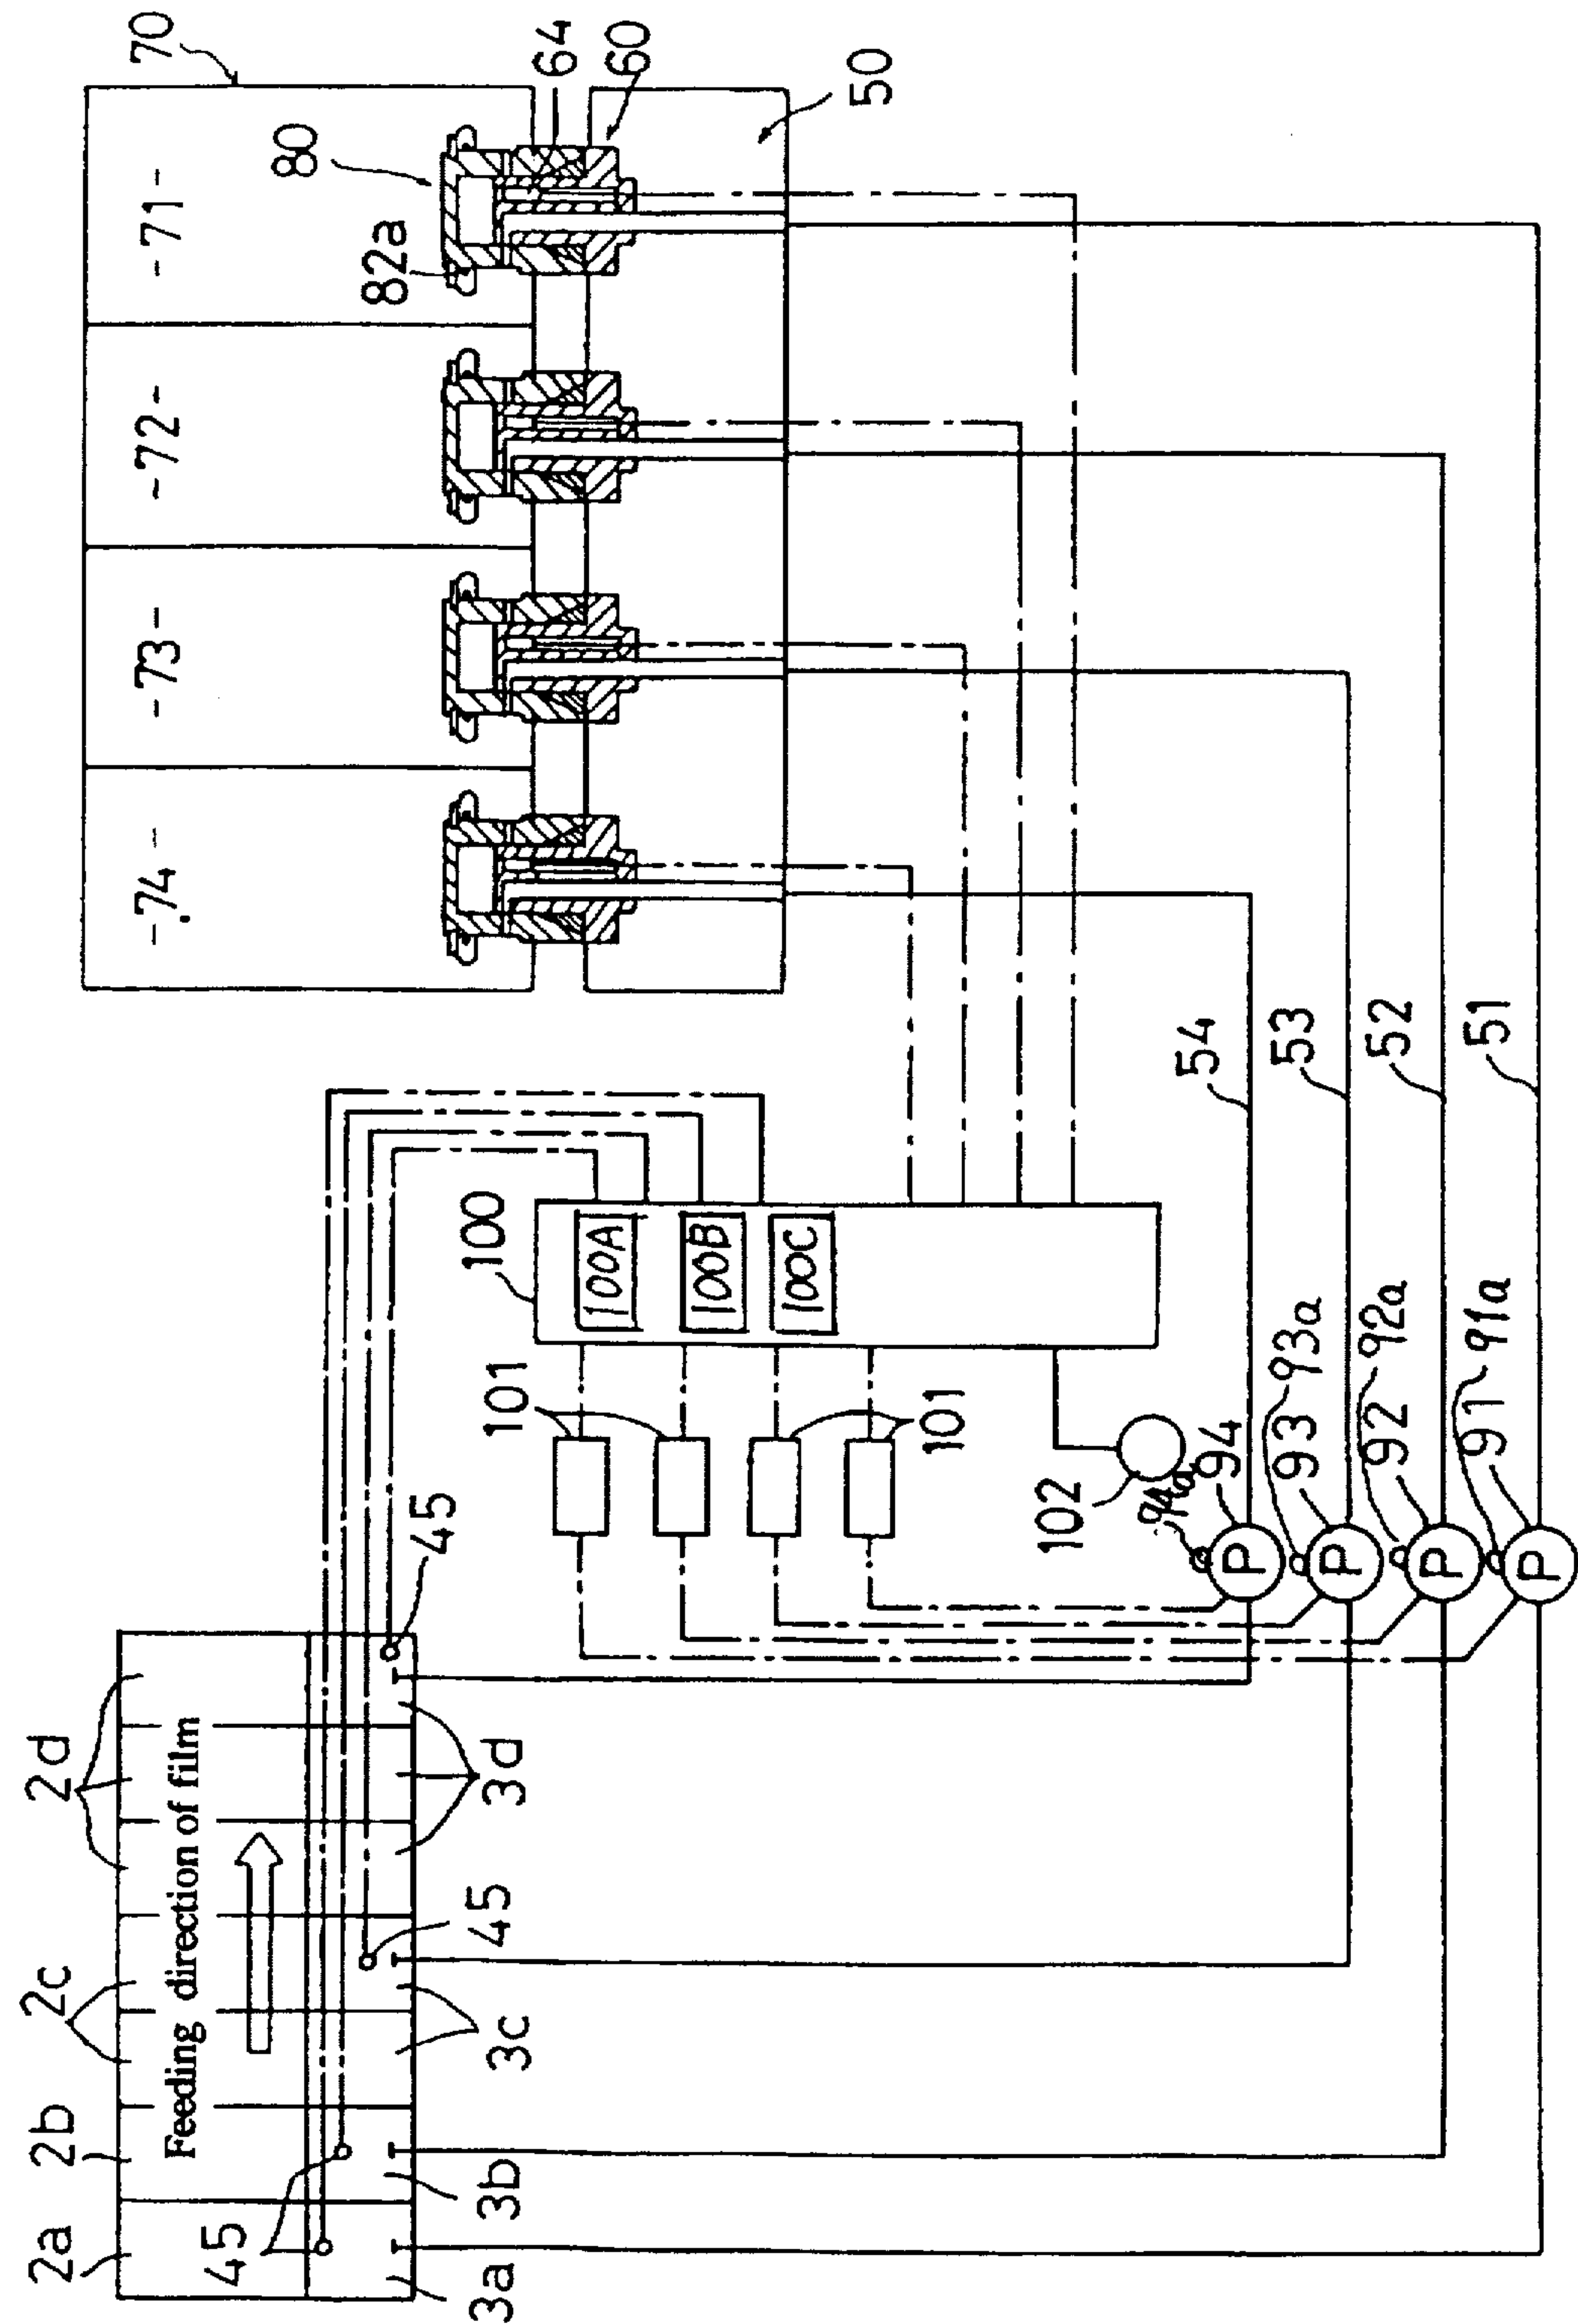 70
- 71 -
- 72 -
- 73 -
- 74 -
80
82a
64
60
50
2a
2b
2c
2d
Feeding direction of film
45
45
45
3a
3b
3c
3d
100
100A
100B
100C
101
101
102
54
53
52
51
94a
94
93a
93
92a
92
91a
91
P
P
P
P